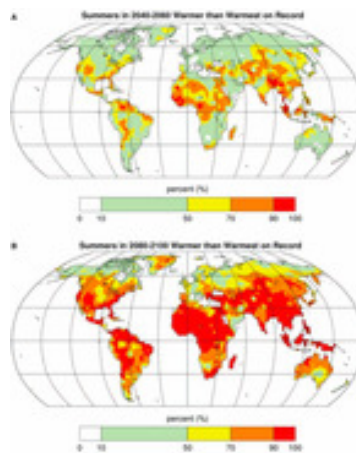 A
Summers in 2040-2060 Warmer than Warmest on Record
percent (%)
0 10 50 70 90 100
B
Summers in 2080-2100 Warmer than Warmest on Record
percent (%)
0 10 50 70 90 100